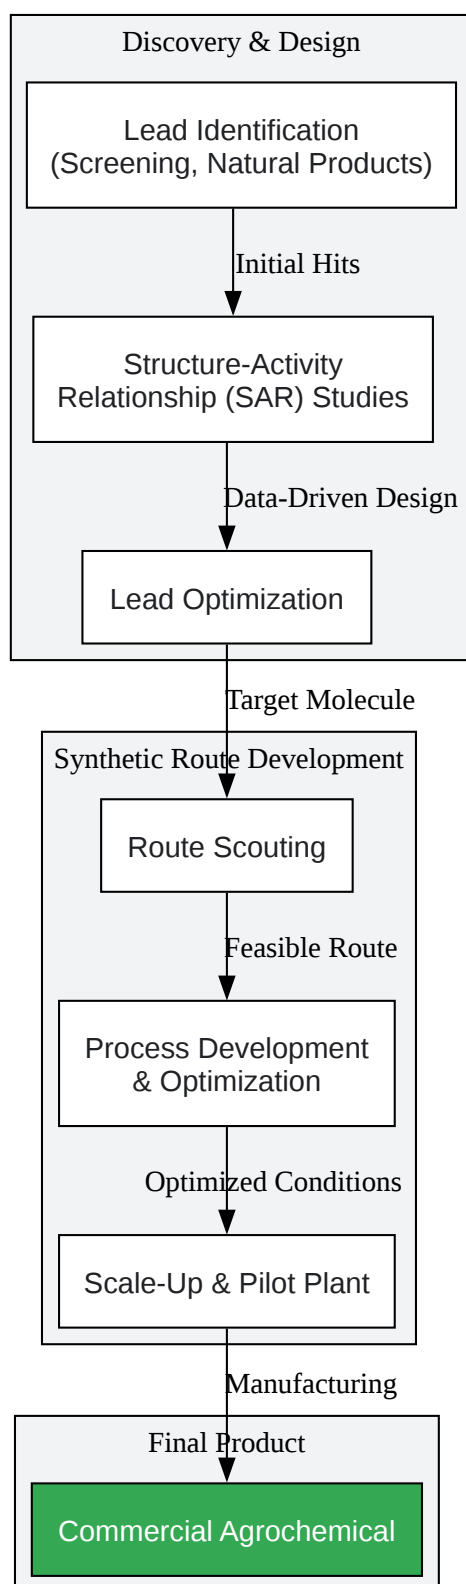 Discovery & Design
Lead Identification
(Screening, Natural Products)
Initial Hits
Structure-Activity
Relationship (SAR) Studies
Data-Driven Design
Lead Optimization
Target Molecule
Synthetic Route Development
Route Scouting
Feasible Route
Process Development
& Optimization
Optimized Conditions
Scale-Up & Pilot Plant
Manufacturing
Final Product
Commercial Agrochemical